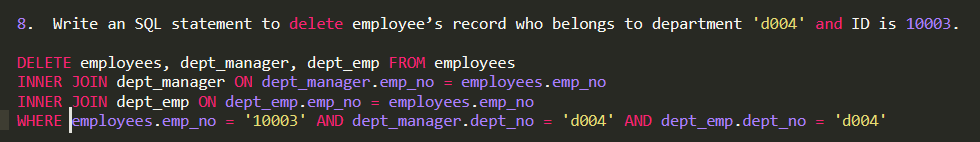 8.  Write an SQL statement to delete employee’s record who belongs to department 'd004' and ID is 10003.
DELETE employees, dept_manager, dept_emp FROM employees
INNER JOIN dept_manager ON dept_manager.emp_no = employees.emp_no
INNER JOIN dept_emp ON dept_emp.emp_no = employees.emp_no
WHERE employees.emp_no = '10003' AND dept_manager.dept_no = 'd004' AND dept_emp.dept_no = 'd004'